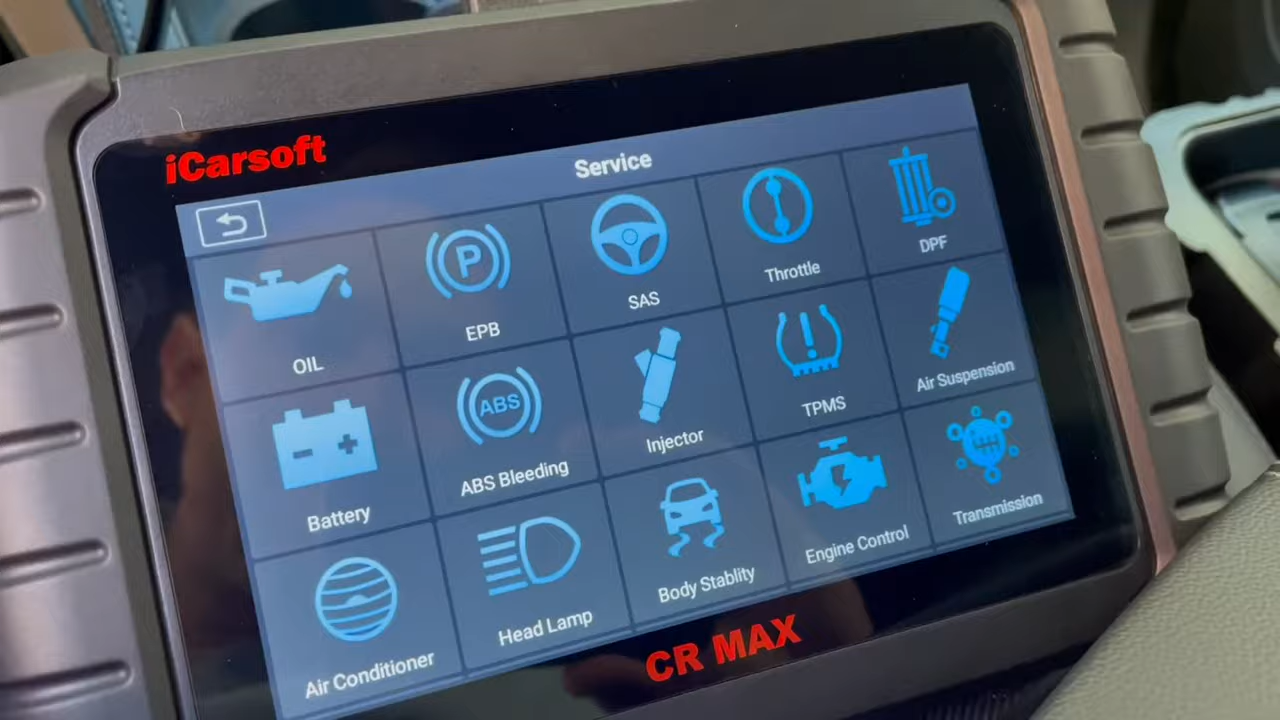 iCarsoft
Service
OIL
EPB
P
SAS
Throttle
DPF
Battery
ABS
ABS Bleeding
Injector
TPMS
Air Suspension
Air Conditioner
Head Lamp
Body Stablity
Engine Control
Transmission
CR MAX